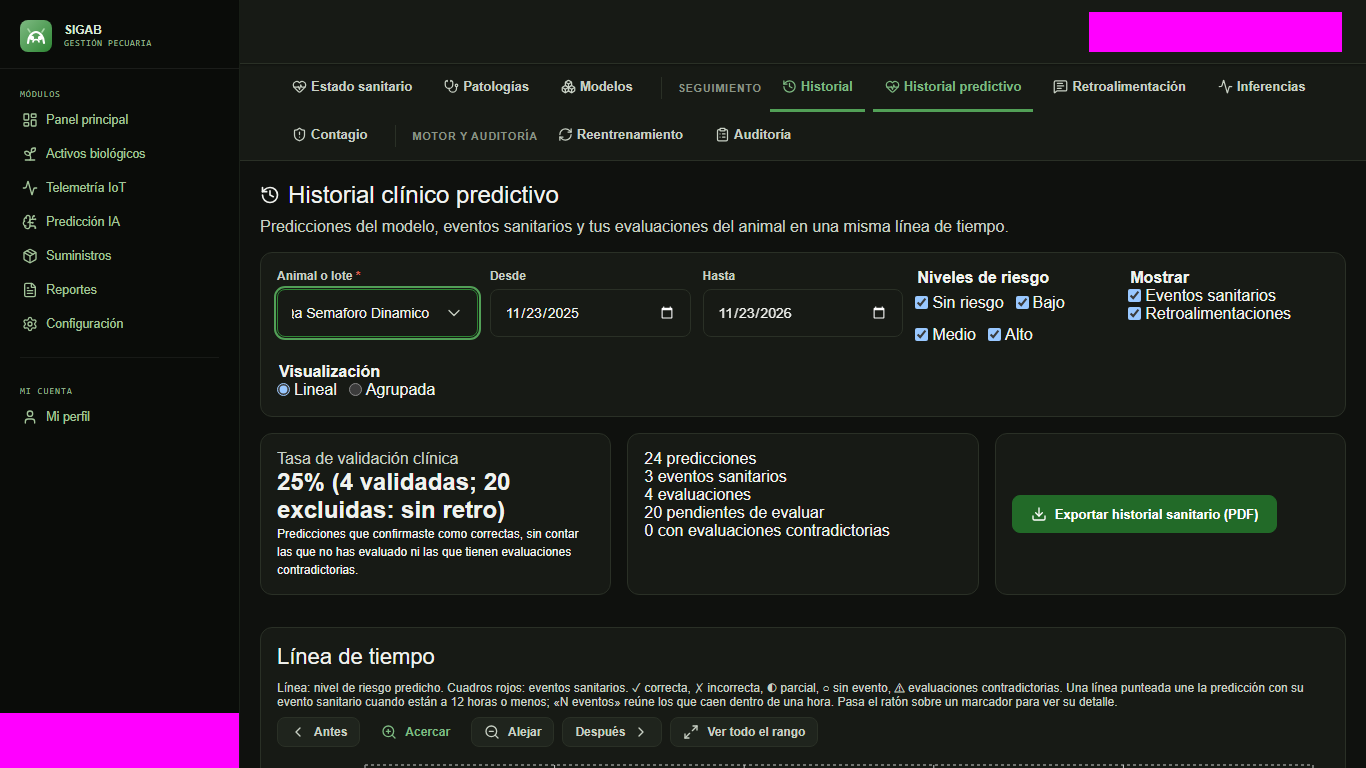 SIGAB
GESTIÓN PECUARIA
MÓDULOS
Panel principal
Activos biológicos
Telemetría IoT
Predicción IA
Suministros
Reportes
Configuración
MI CUENTA
Mi perfil
Estado sanitario
Patologías
Modelos
SEGUIMIENTO
Historial
Historial predictivo
Retroalimentación
Inferencias
Contagio
MOTOR Y AUDITORÍA
Reentrenamiento
Auditoría
Historial clínico predictivo
Predicciones del modelo, eventos sanitarios y tus evaluaciones del animal en una misma línea de tiempo.
Animal o lote *
Semaforo Dinamico
Desde
11/23/2025
Hasta
11/23/2026
Niveles de riesgo
Sin riesgo Bajo
Medio Alto
Mostrar
Eventos sanitarios
Retroalimentaciones
Visualización
Lineal Agrupada
Tasa de validación clínica
25% (4 validadas; 20
excluidas: sin retro)
Predicciones que confirmaste como correctas, sin contar
las que no has evaluado ni las que tienen evaluaciones
contradictorias.
24 predicciones
3 eventos sanitarios
4 evaluaciones
20 pendientes de evaluar
0 con evaluaciones contradictorias
Exportar historial sanitario (PDF)
Línea de tiempo
Línea: nivel de riesgo predicho. Cuadros rojos: eventos sanitarios. ✓ correcta, ✗ incorrecta, ◐ parcial, ○ sin evento, ⚠ evaluaciones contradictorias. Una línea punteada une la predicción con su
evento sanitario cuando están a 12 horas o menos; «N eventos» reúne los que caen dentro de una hora. Pasa el ratón sobre un marcador para ver su detalle.
Antes
Acercar
Alejar
Después
Ver todo el rango